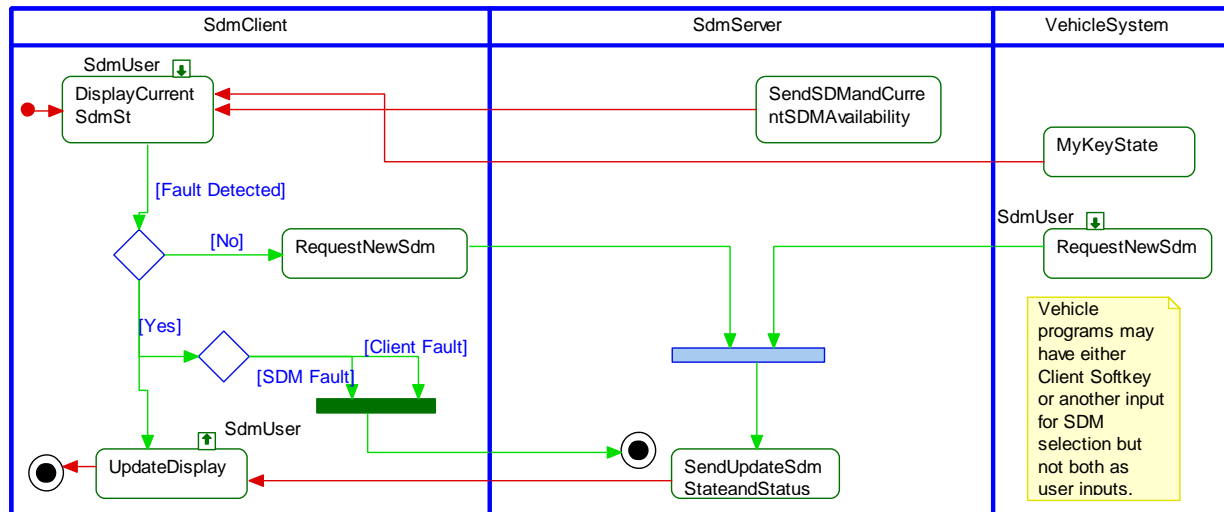 SdmClient
SdmServer
VehicleSystem
SdmUser
DisplayCurrent
SdmSt
SendSDMandCurre
ntSDMAvailability
MyKeyState
[Fault Detected]
SdmUser
[No]
RequestNewSdm
RequestNewSdm
[Yes]
[Client Fault]
[SDM Fault]
Vehicle
programs may
have either
Client Softkey
or another input
for SDM
selection but
not both as
user inputs.
SdmUser
UpdateDisplay
SendUpdateSdm
StateandStatus